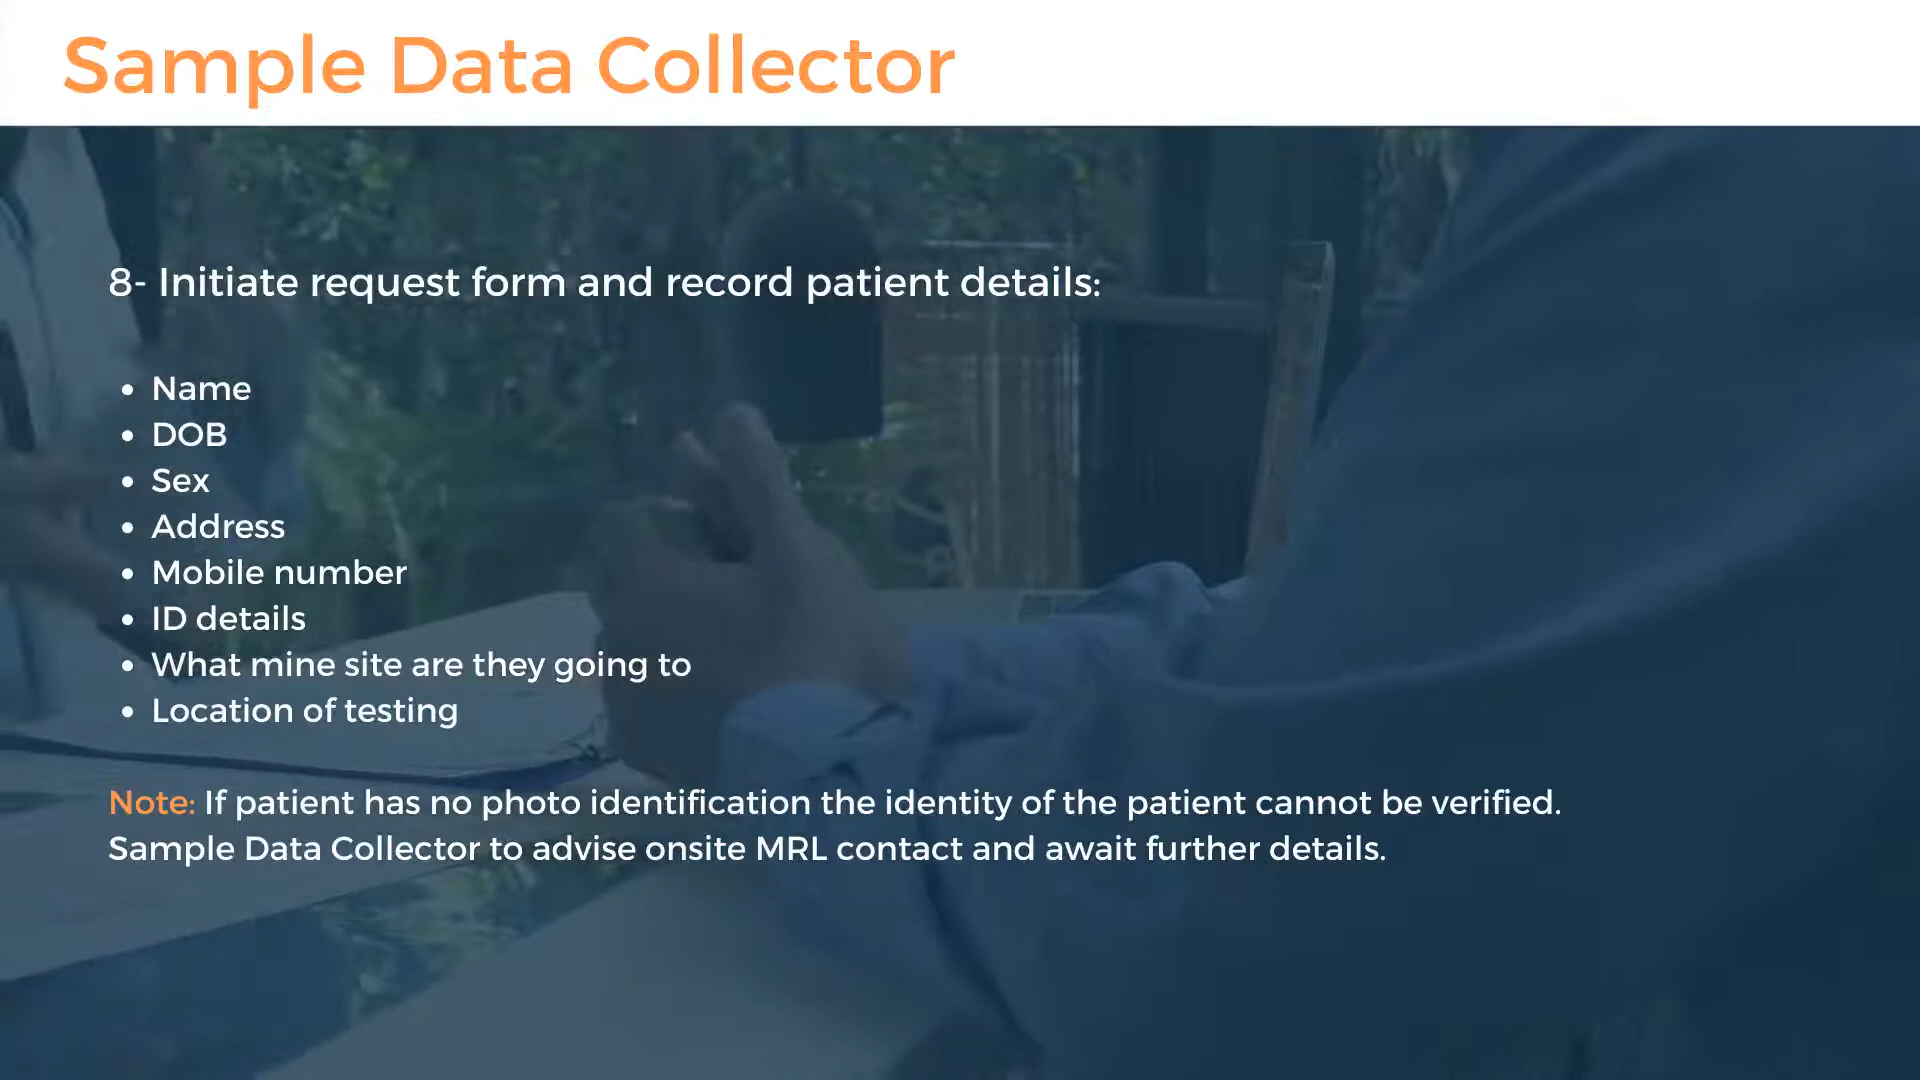 Sample Data Collector
8- Initiate request form and record patient details:
• Name
• DOB
• Sex
• Address
• Mobile number
• ID details
• What mine site are they going to
• Location of testing
Note: If patient has no photo identification the identity of the patient cannot be verified.
Sample Data Collector to advise onsite MRL contact and await further details.